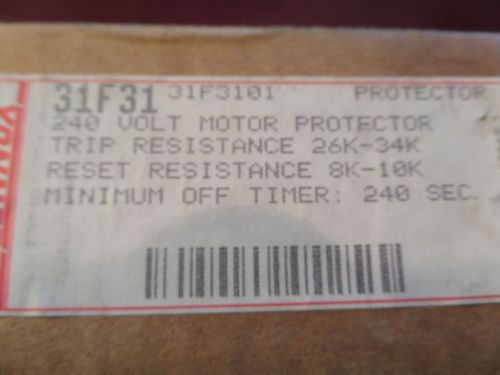 31F31 31F3101 PROTECTOR
240 VOLT MOTOR PROTECTOR
TRIP RESISTANCE 26K-34K
RESET RESISTANCE 8K-10K
MINIMUM OFF TIMER: 240 SEC.